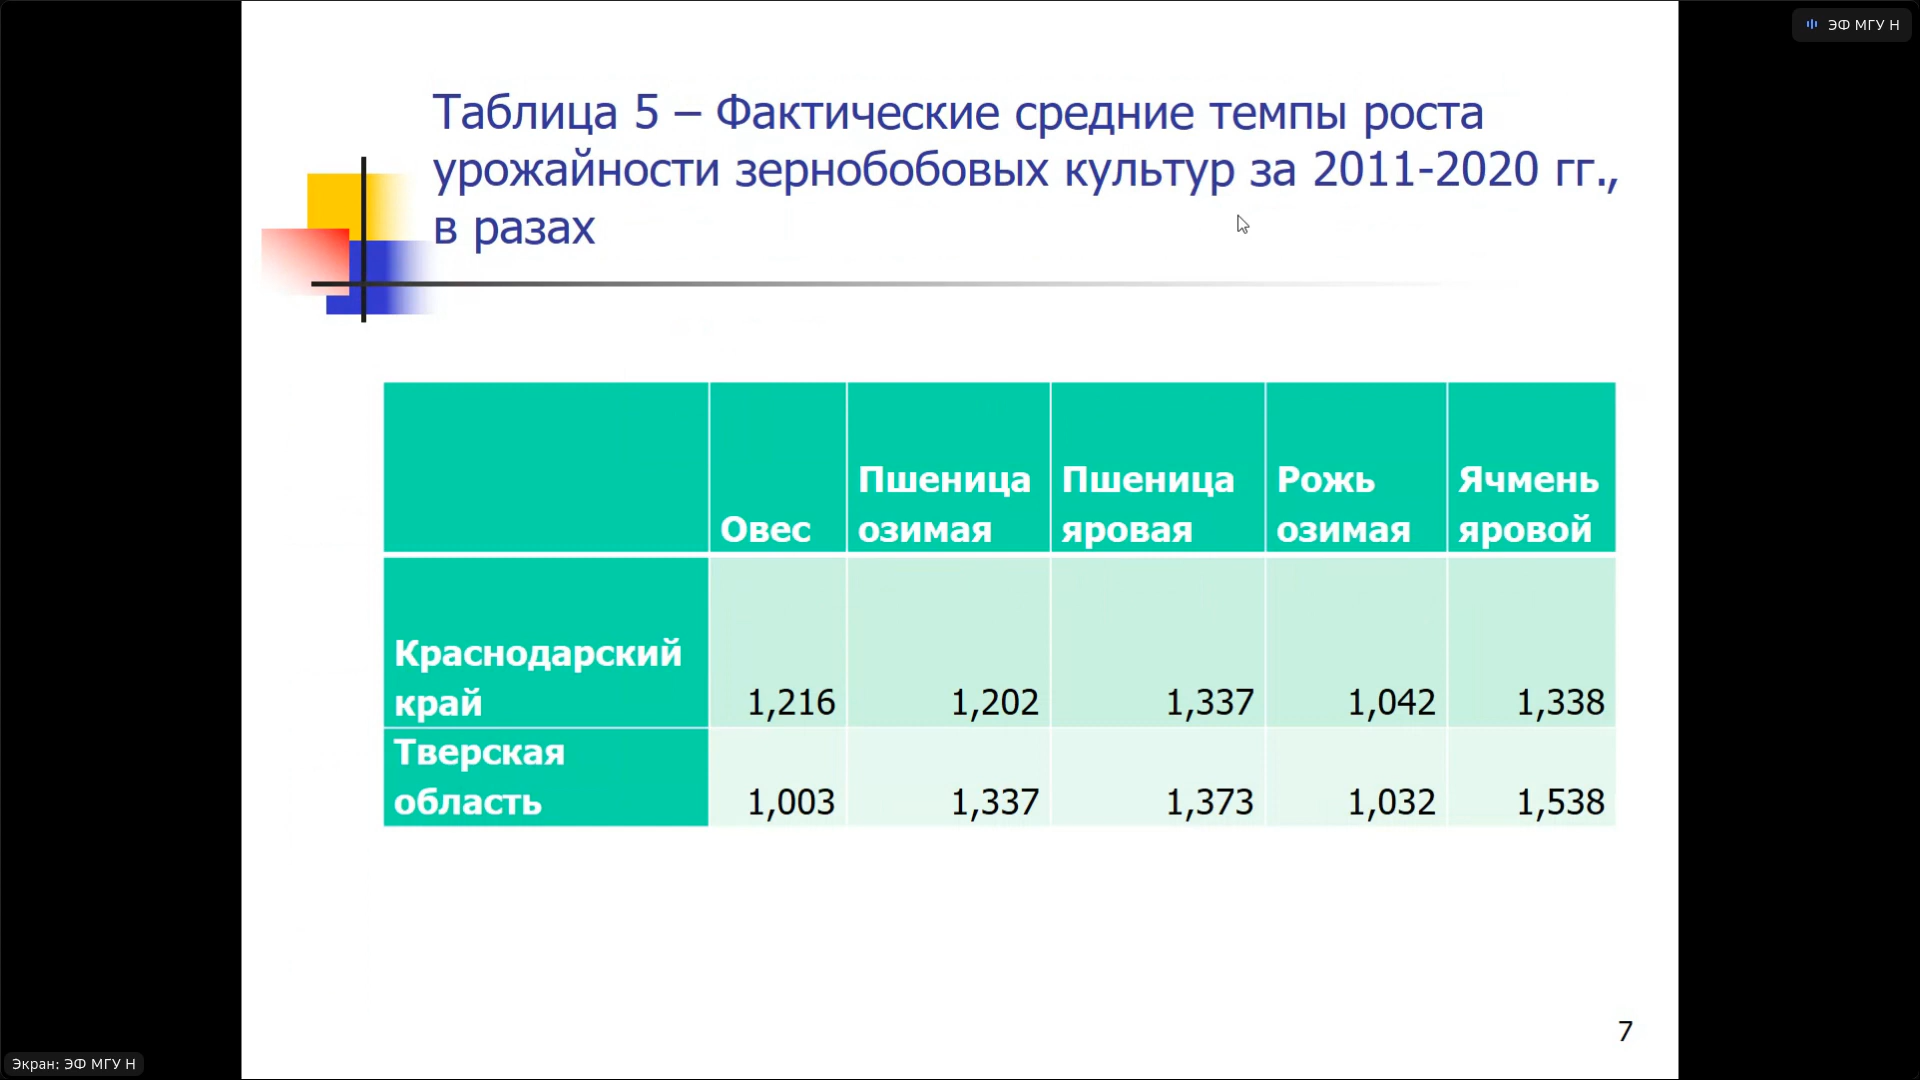 ЭФ МГУ Н
Таблица 5 – Фактические средние темпы роста
урожайности зернобобовых культур за 2011-2020 гг.,
в разах
Овес
Пшеница
озимая
Пшеница
яровая
Рожь
озимая
Ячмень
яровой
Краснодарский
край
1,216
1,202
1,337
1,042
1,338
Тверская
область
1,003
1,337
1,373
1,032
1,538
7
Экран: ЭФ МГУ Н